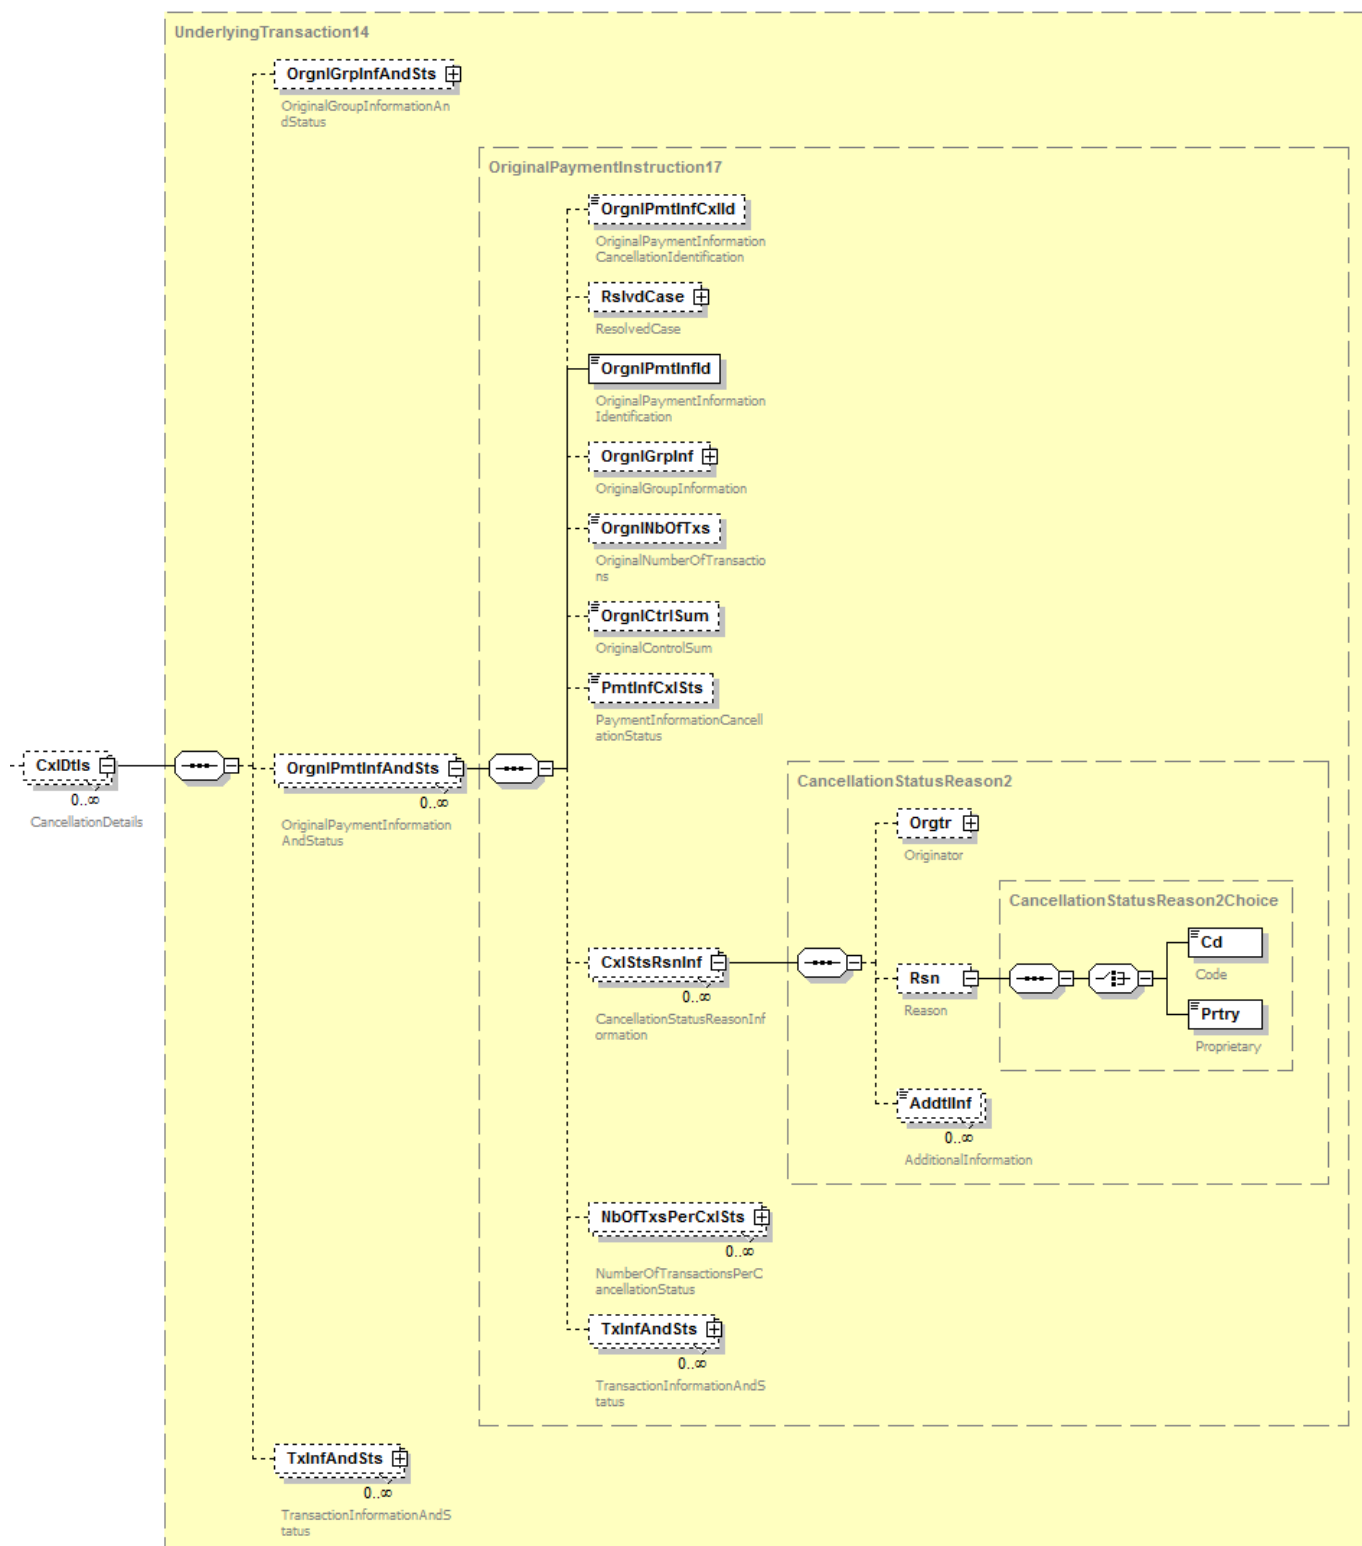 UnderlyingTransaction14
OrgnlGrpInfAndSts
OriginalGroupInformationAn
dStatus
OriginalPaymentInstruction17
OrgnlPmtInfCxlId
OriginalPaymentInformation
CancellationIdentification
RslvdCase
ResolvedCase
OrgnlPmtInfId
OriginalPaymentInformation
Identification
OrgnlGrpInf
OriginalGroupInformation
OrgnlNbOfTxs
OriginalNumberOfTransactio
ns
OrgnlCtrlSum
OriginalControlSum
PmtInfCxlSts
PaymentInformationCancell
ationStatus
CxlDtls
0..∞
CancellationDetails
OrgnlPmtInfAndSts
0..∞
OriginalPaymentInformation
AndStatus
CancellationStatusReason2
Orgtr
Originator
CancellationStatusReason2Choice
Cd
Code
CxlStsRsnInf
0..∞
CancellationStatusReasonInf
ormation
Rsn
Reason
Prtry
Proprietary
AddtlInf
0..∞
AdditionalInformation
NbOfTxsPerCxlSts
0..∞
NumberOfTransactionsPerC
ancellationStatus
TxInfAndSts
0..∞
TransactionInformationAndS
tatus
TxInfAndSts
0..∞
TransactionInformationAndS
tatus